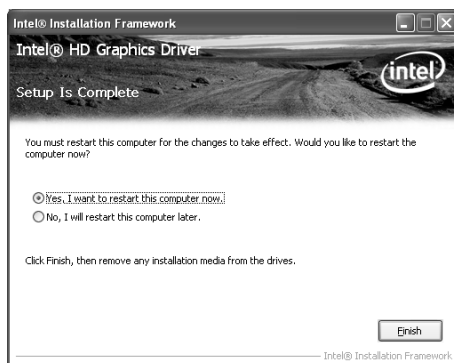 Intel® Installation Framework
Intel® HD Graphics Driver
intel®
Setup Is Complete
You must restart this computer for the changes to take effect. Would you like to restart the
computer now?
Yes, I want to restart this computer now.
No, I will restart this computer later.
Click Finish, then remove any installation media from the drives.
Finish
Intel® Installation Framework